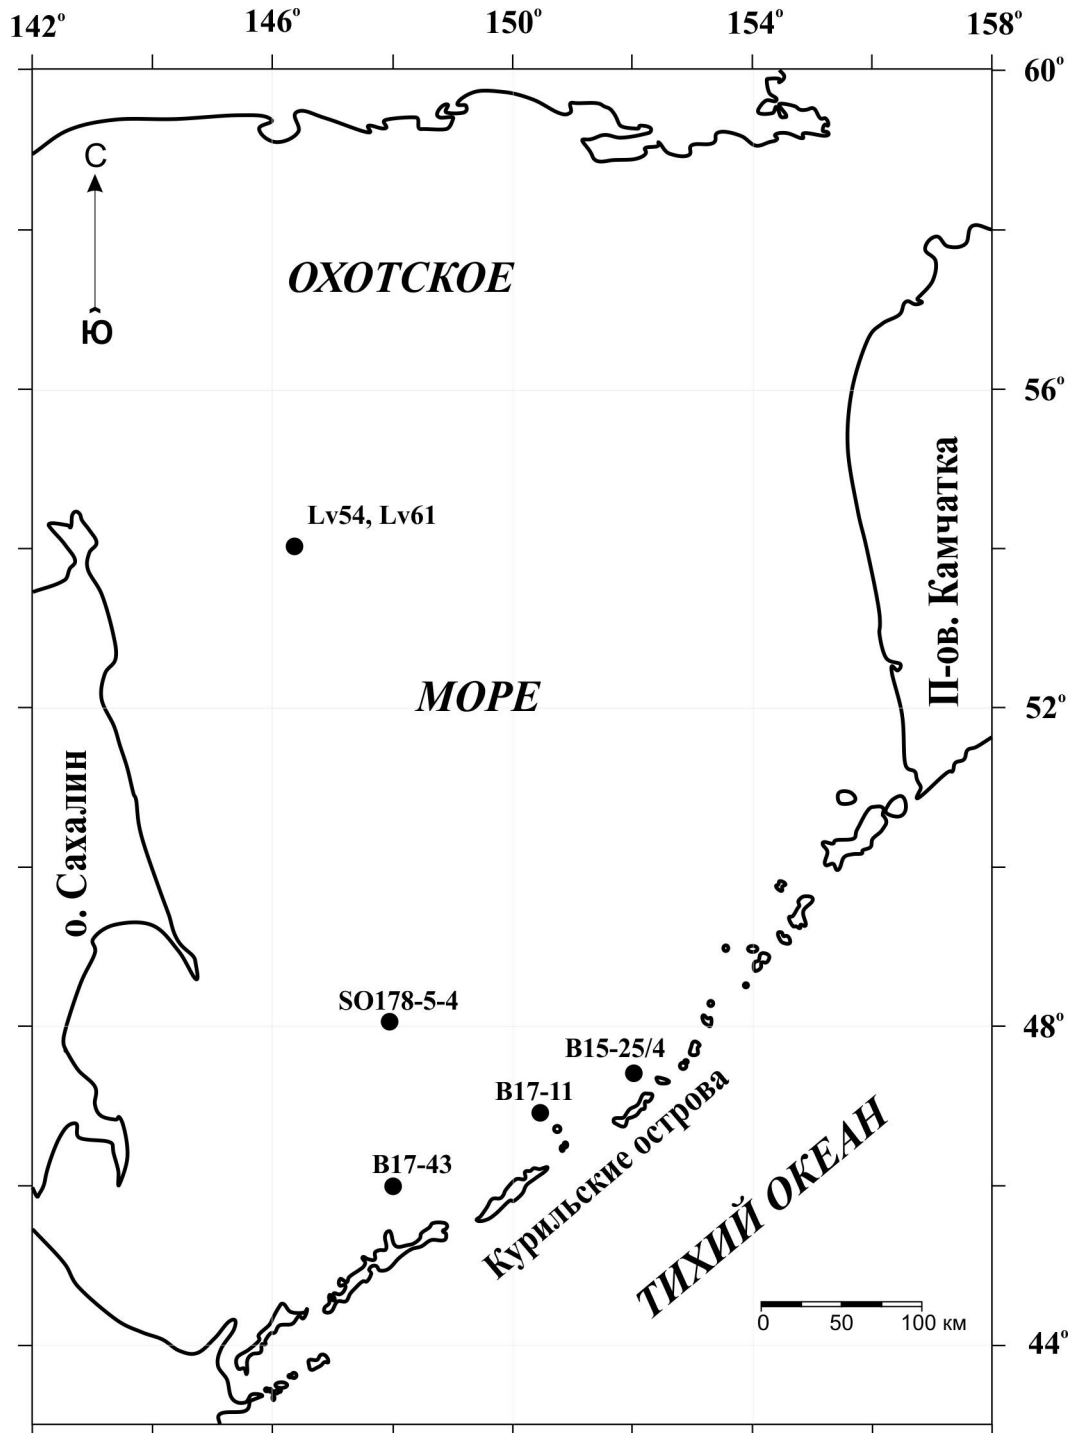 142° 146° 150° 154° 158°
60°
С
Ю
ОХОТСКОЕ
56°
П-ов. Камчатка
Lv54, Lv61
МОРЕ
52°
о. Сахалин
SO178-5-4
48°
B15-25/4
B17-11
Курильские острова
ТИХИЙ ОКЕАН
B17-43
0 50 100 км
44°